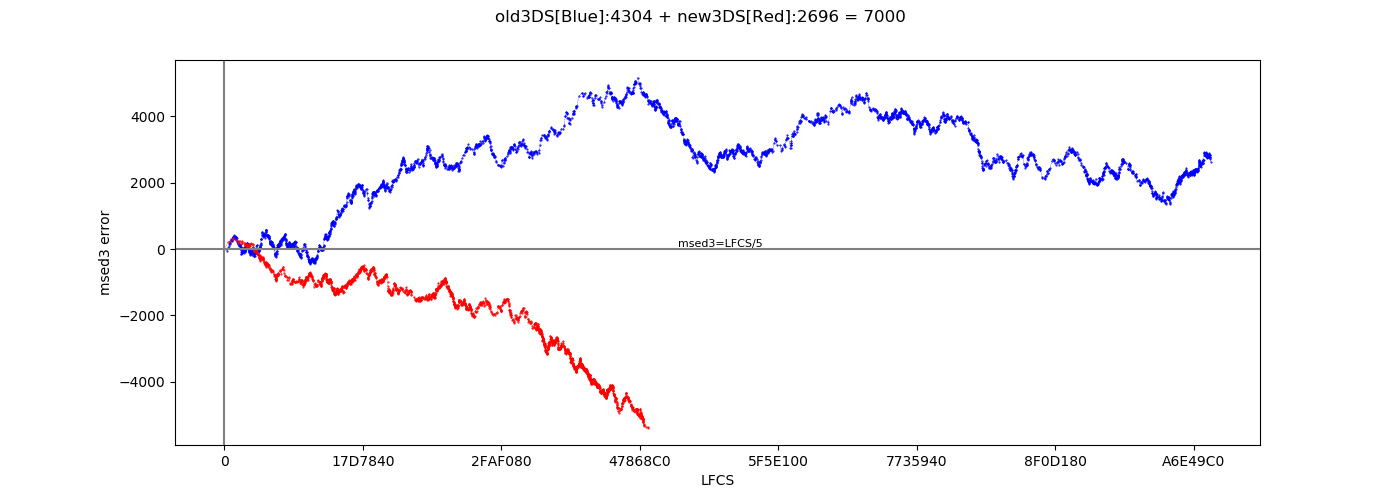 old3DS[Blue]:4304 + new3DS[Red]:2696 = 7000
4000
2000
0
−2000
−4000
msed3 error
msed3=LFCS/5
0 17D7840 2FAF080 47868C0 5F5E100 7735940 8F0D180 A6E49C0
LFCS